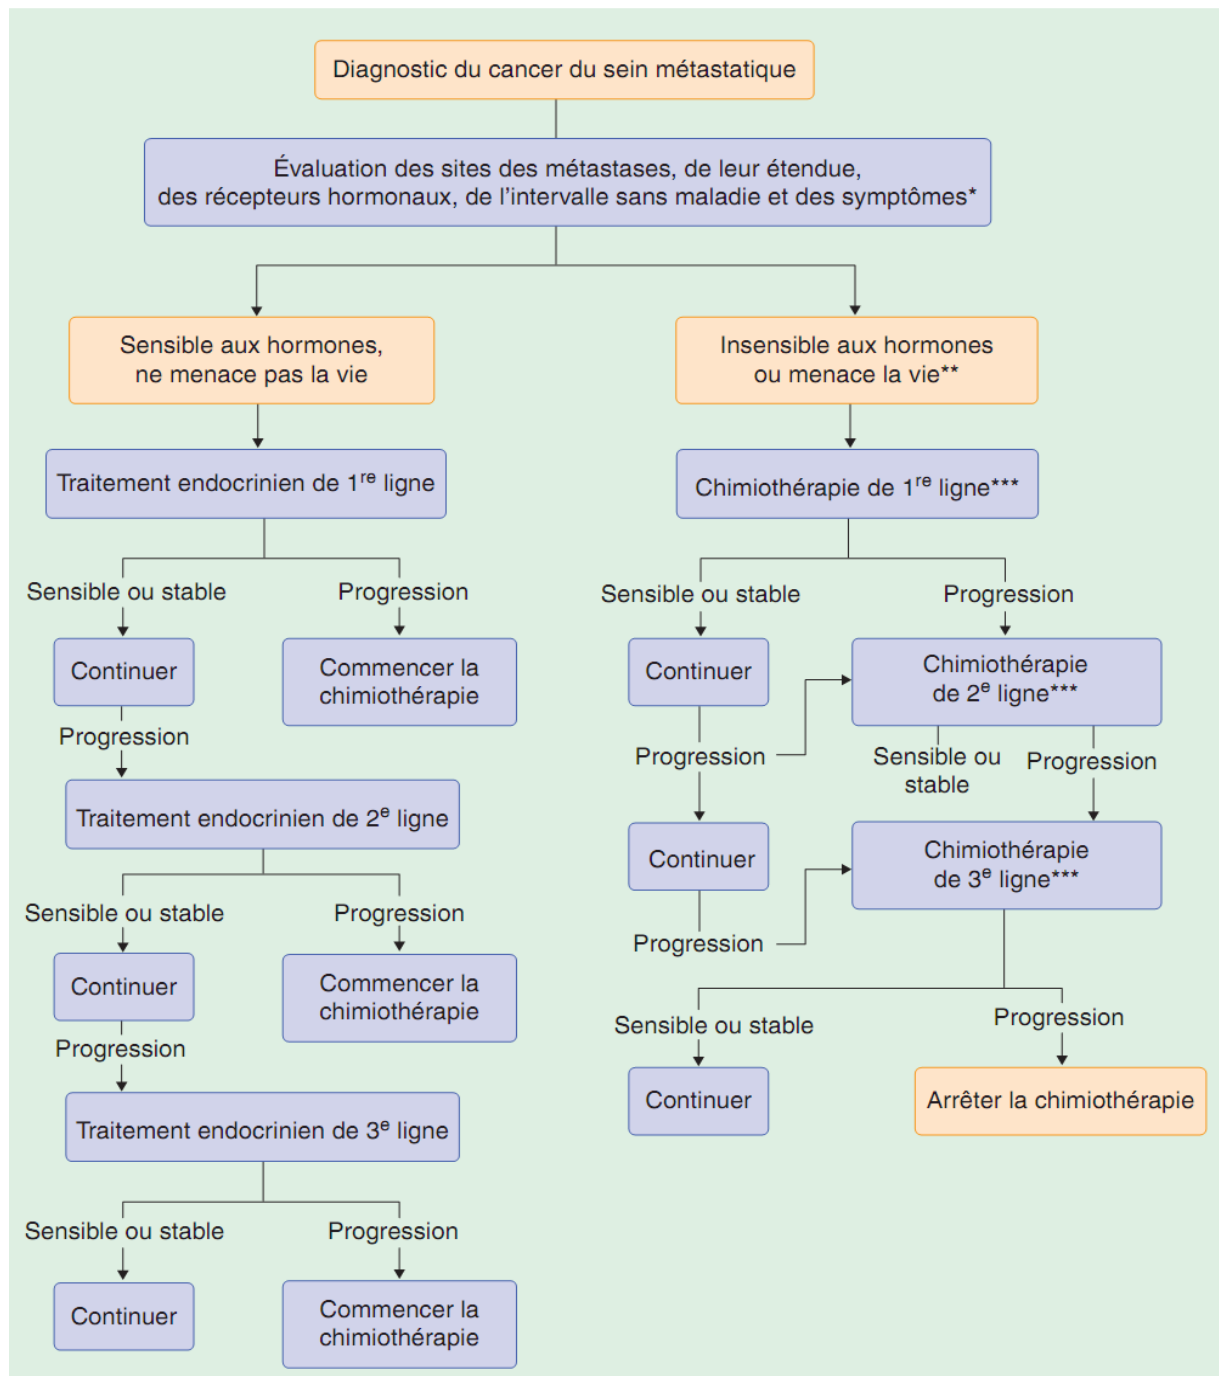 Diagnostic du cancer du sein métastatique
Évaluation des sites des métastases, de leur étendue,
des récepteurs hormonaux, de l'intervalle sans maladie et des symptômes*
Sensible aux hormones,
ne menace pas la vie
Traitement endocrinien de 1re ligne
Sensible ou stable
Progression
Continuer
Commencer la
chimiothérapie
Progression
Traitement endocrinien de 2e ligne
Sensible ou stable
Progression
Continuer
Commencer la
chimiothérapie
Progression
Traitement endocrinien de 3e ligne
Sensible ou stable
Progression
Continuer
Commencer la
chimiothérapie
Insensible aux hormones
ou menace la vie**
Chimiothérapie de 1re ligne***
Sensible ou stable
Progression
Continuer
Chimiothérapie
de 2e ligne***
Progression
Sensible ou
stable
Progression
Continuer
Chimiothérapie
de 3e ligne***
Progression
Sensible ou stable
Progression
Continuer
Arrêter la chimiothérapie